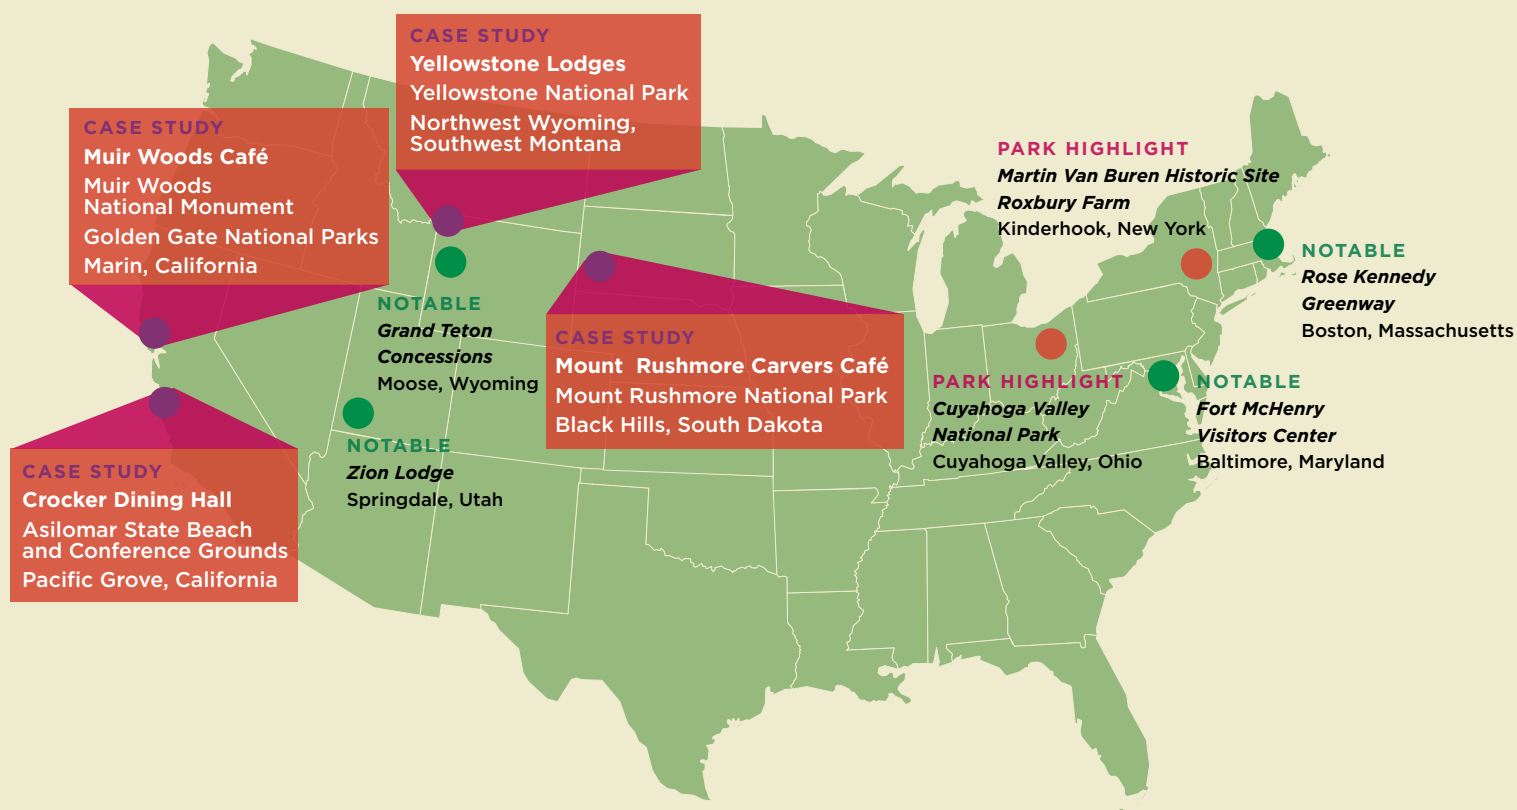 CASE STUDY
Yellowstone Lodges
Yellowstone National Park
Northwest Wyoming,
Southwest Montana
CASE STUDY
Muir Woods Café
Muir Woods
National Monument
Golden Gate National Parks
Marin, California
PARK HIGHLIGHT
Martin Van Buren Historic Site
Roxbury Farm
Kinderhook, New York
NOTABLE
Rose Kennedy
Greenway
Boston, Massachusetts
NOTABLE
Grand Teton
Concessions
Moose, Wyoming
CASE STUDY
Mount Rushmore Carvers Café
Mount Rushmore National Park
Black Hills, South Dakota
PARK HIGHLIGHT
Cuyahoga Valley
National Park
Cuyahoga Valley, Ohio
NOTABLE
Fort McHenry
Visitors Center
Baltimore, Maryland
NOTABLE
Zion Lodge
Springdale, Utah
CASE STUDY
Crocker Dining Hall
Asilomar State Beach
and Conference Grounds
Pacific Grove, California